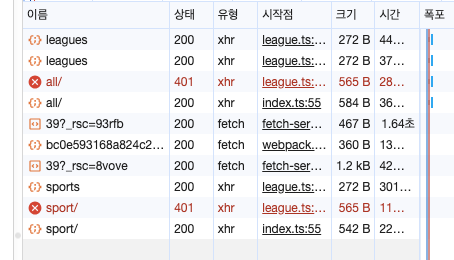 이름 상태 유형 시작점 크기 시간 폭포
leagues 200 xhr league.ts:... 272 B 44...
leagues 200 xhr league.ts:... 272 B 37...
all/ 401 xhr league.ts:... 565 B 28...
all/ 200 xhr index.ts:55 584 B 36...
39?_rsc=93rfb 200 fetch fetch-ser... 467 B 1.64초
bc0e593168a824c2... 200 fetch webpack.... 360 B 13...
39?_rsc=8vove 200 fetch fetch-ser... 1.2 kB 42...
sports 200 xhr league.ts:... 272 B 301...
sport/ 401 xhr league.ts:... 565 B 11...
sport/ 200 xhr index.ts:55 542 B 22...